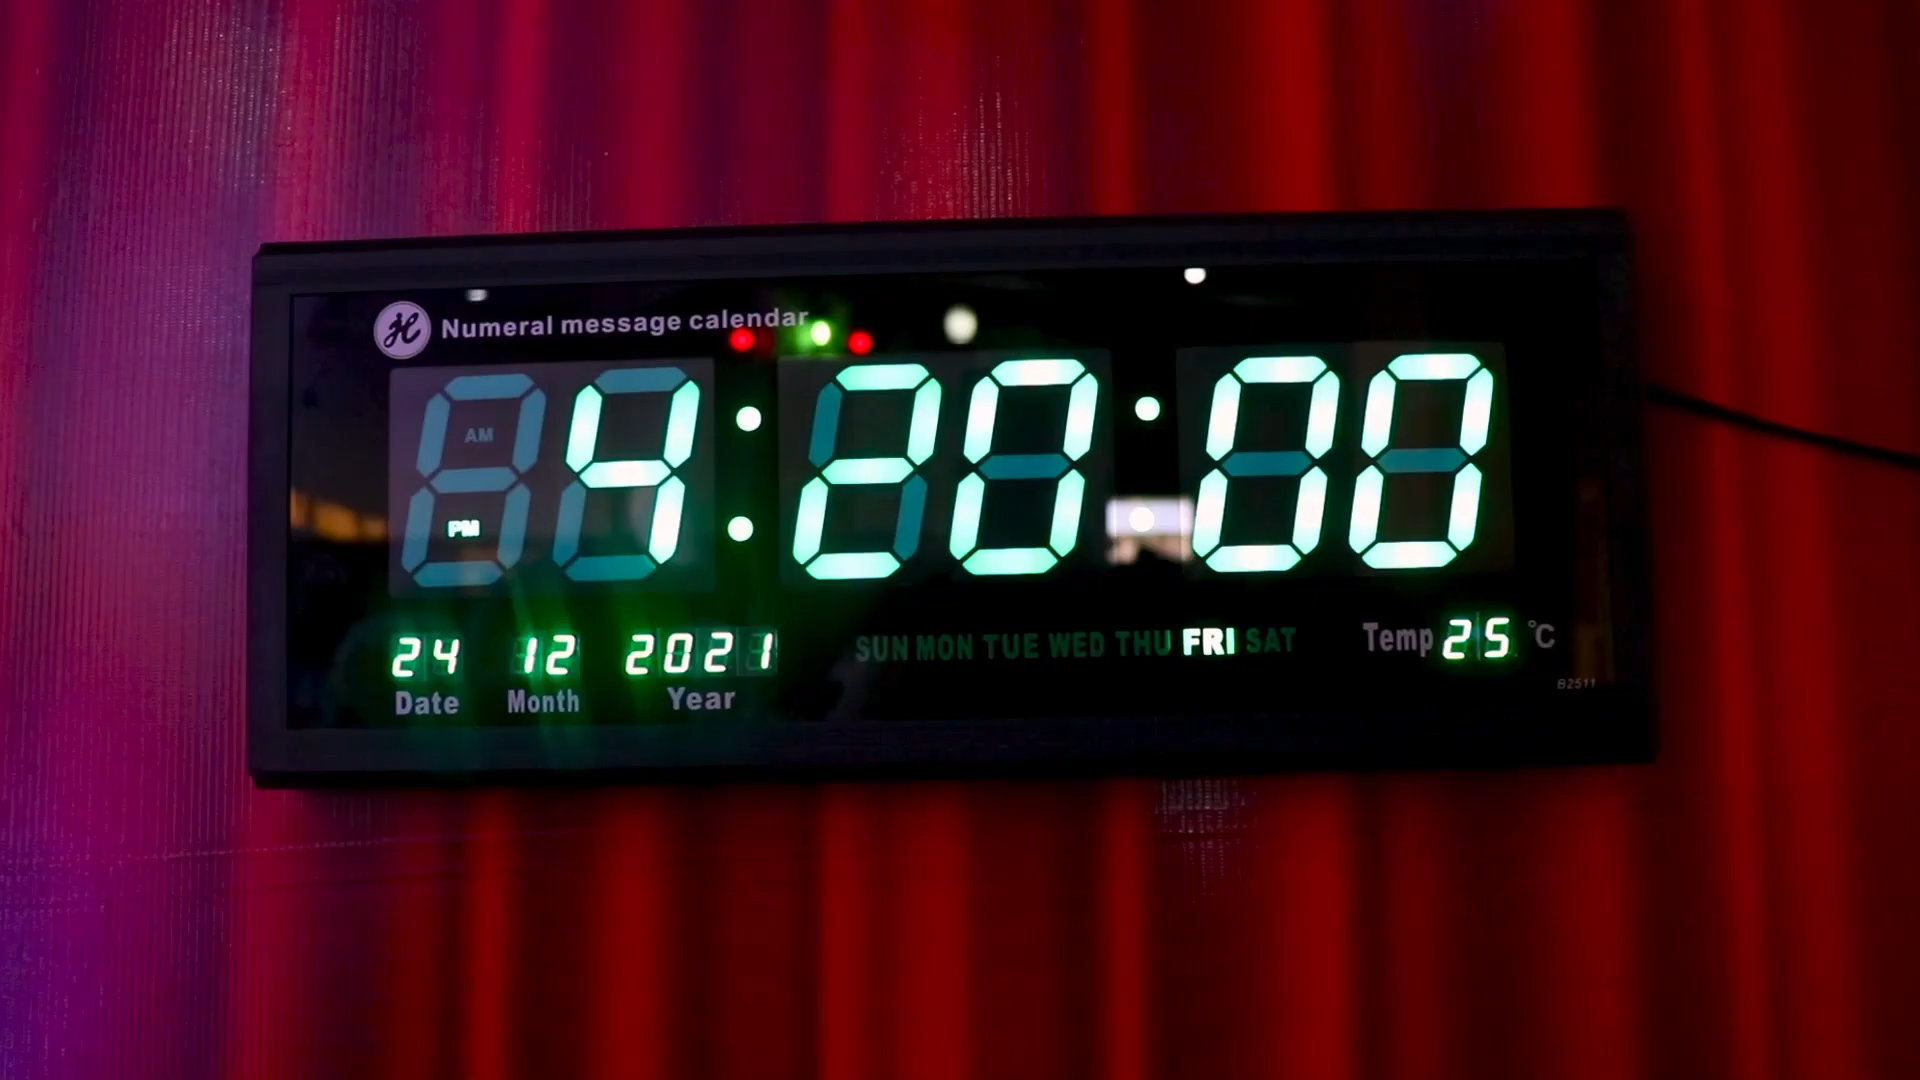 Numeral message calendar
AM
PM
4:20:00
24 12 2021 SUN MON TUE WED THU FRI SAT Temp 25 °C
Date Month Year
B2511